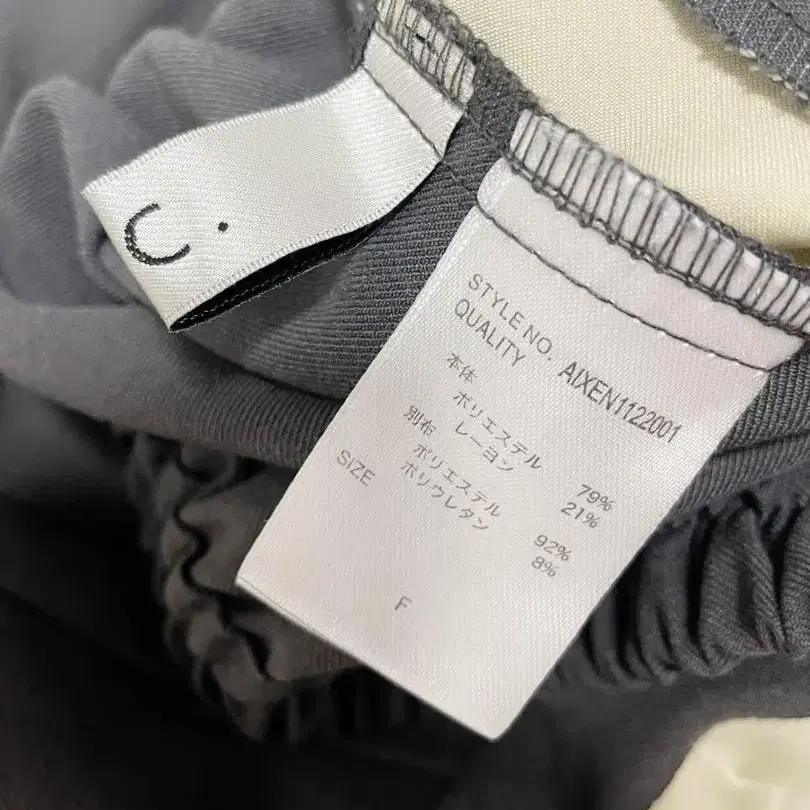 C.
STYLE NO. AIXEN1122001
QUALITY
本体
ポリエステル 79%
レーヨン 21%
別布
ポリエステル 92%
ポリウレタン 8%
SIZE
F